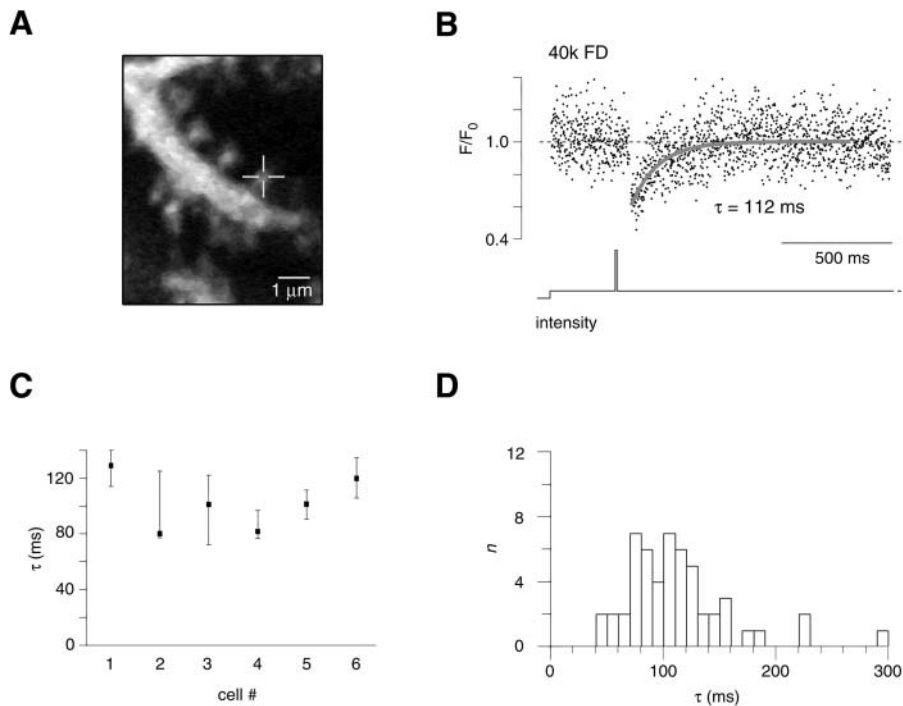 A
1 μm
B
40k FD
F/F0
1.0
0.4
τ = 112 ms
500 ms
intensity
C
τ (ms)
120
80
40
0
1 2 3 4 5 6
cell #
D
n
12
8
4
0
0 100 200 300
τ (ms)